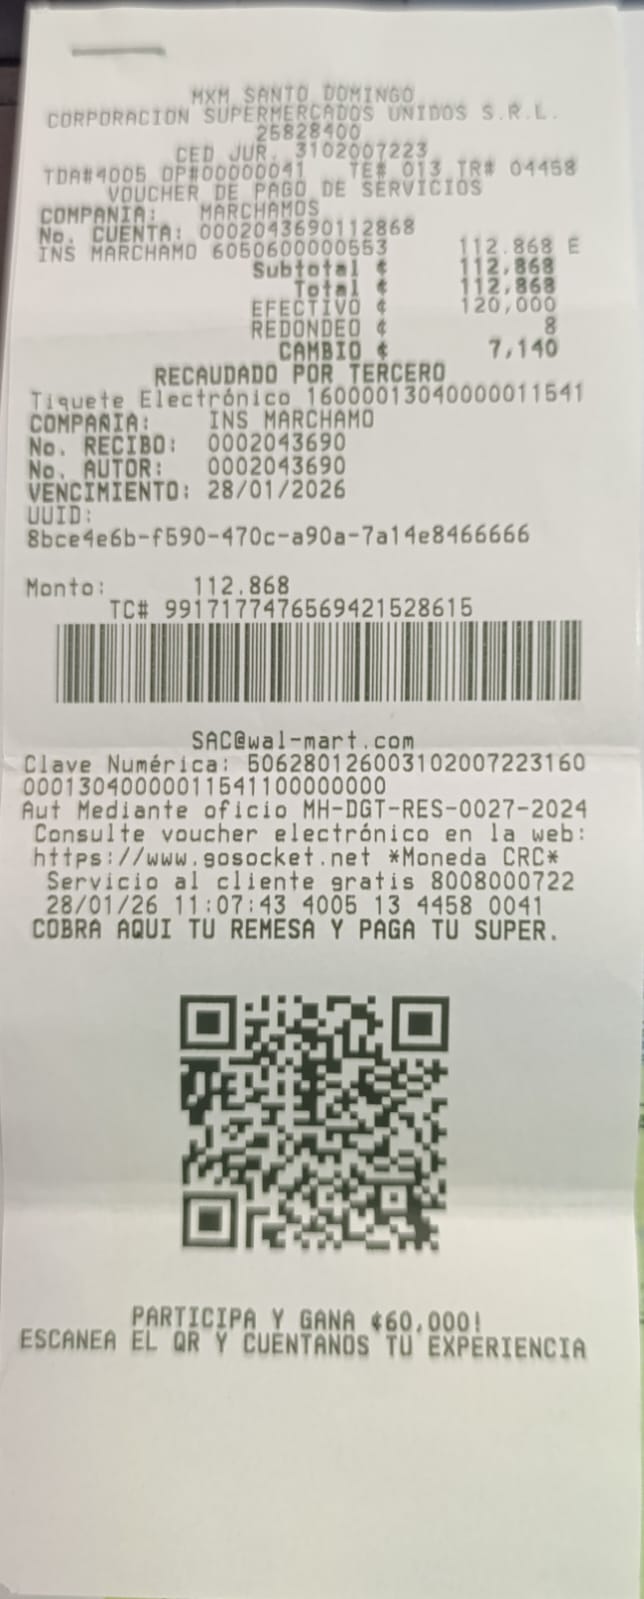 MXM SANTO DOMINGO
CORPORACION SUPERMERCADOS UNIDOS S.R.L.
25828400
CED JUR. 3102007223
TDA#4005 OP#00000041 TE# 013 TR# 04458
VOUCHER DE PAGO DE SERVICIOS
COMPANIA: MARCHAMOS
No. CUENTA: 0002043690112868
INS MARCHAMO 6050600000553 112.868 E
Subtotal ¢ 112,868
Total ¢ 112,868
EFECTIVO ¢ 120,000
REDONDEO ¢ 8
CAMBIO ¢ 7,140
RECAUDADO POR TERCERO
Tiquete Electrónico 16000013040000011541
COMPAÑIA: INS MARCHAMO
No. RECIBO: 0002043690
No. AUTOR: 0002043690
VENCIMIENTO: 28/01/2026
UUID:
8bce4e6b-f590-470c-a90a-7a14e8466666
Monto: 112.868
TC# 9917177476569421528615
SAC@wal-mart.com
Clave Numérica: 5062801260031020072231​60
00013040000011541100000000
Aut Mediante oficio MH-DGT-RES-0027-2024
Consulte voucher electrónico en la web:
https://www.gosocket.net *Moneda CRC*
Servicio al cliente gratis 8008000722
28/01/26 11:07:43 4005 13 4458 0041
COBRA AQUI TU REMESA Y PAGA TU SUPER.
PARTICIPA Y GANA ¢60,000!
ESCANEA EL QR Y CUENTANOS TU EXPERIENCIA